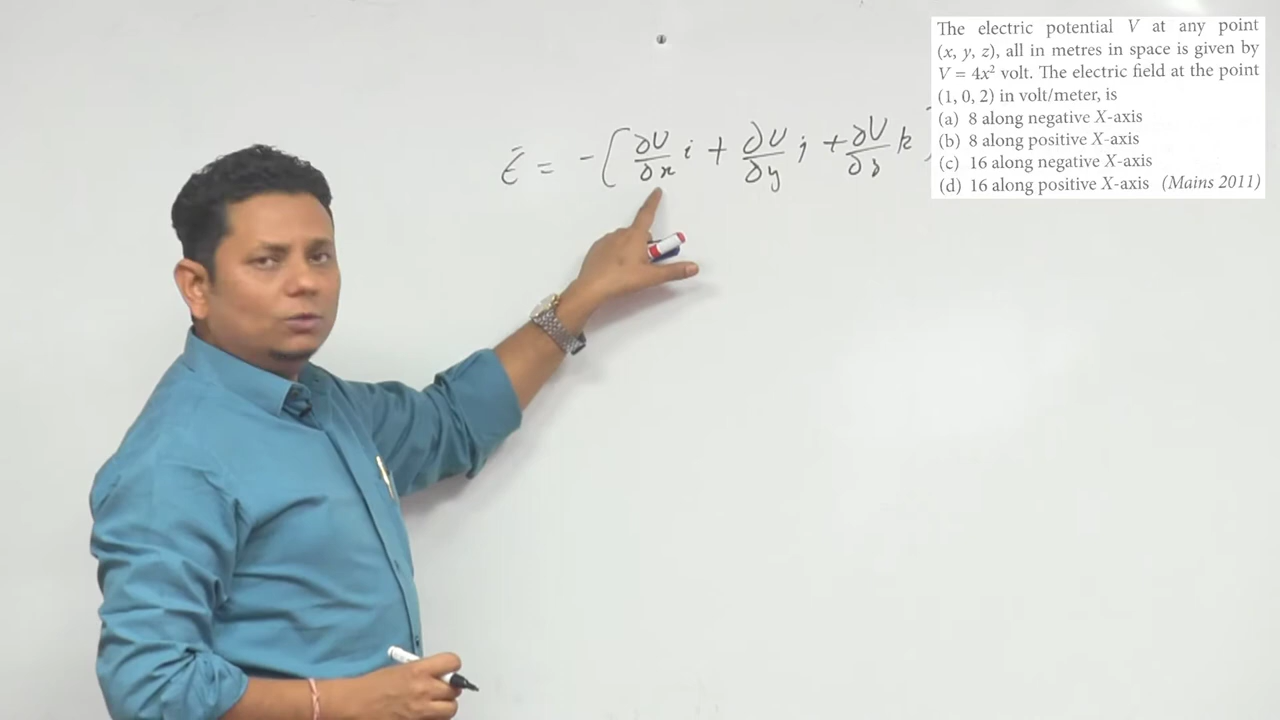 Ē = - [ ∂V/∂x i + ∂V/∂y j + ∂V/∂z k ]
The electric potential V at any point
(x, y, z), all in metres in space is given by
V = 4x² volt. The electric field at the point
(1, 0, 2) in volt/meter, is
(a) 8 along negative X-axis
(b) 8 along positive X-axis
(c) 16 along negative X-axis
(d) 16 along positive X-axis (Mains 2011)